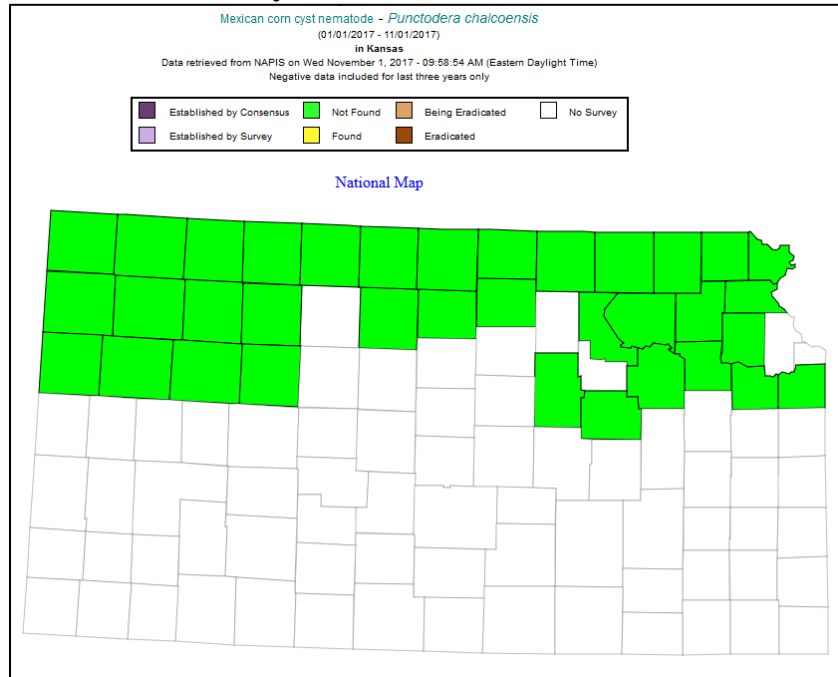 Mexican corn cyst nematode - Punctodera chalcoensis
(01/01/2017 - 11/01/2017)
in Kansas
Data retrieved from NAPIS on Wed November 1, 2017 - 09:58:54 AM (Eastern Daylight Time)
Negative data included for last three years only
Established by Consensus Not Found Being Eradicated No Survey
Established by Survey Found Eradicated
National Map